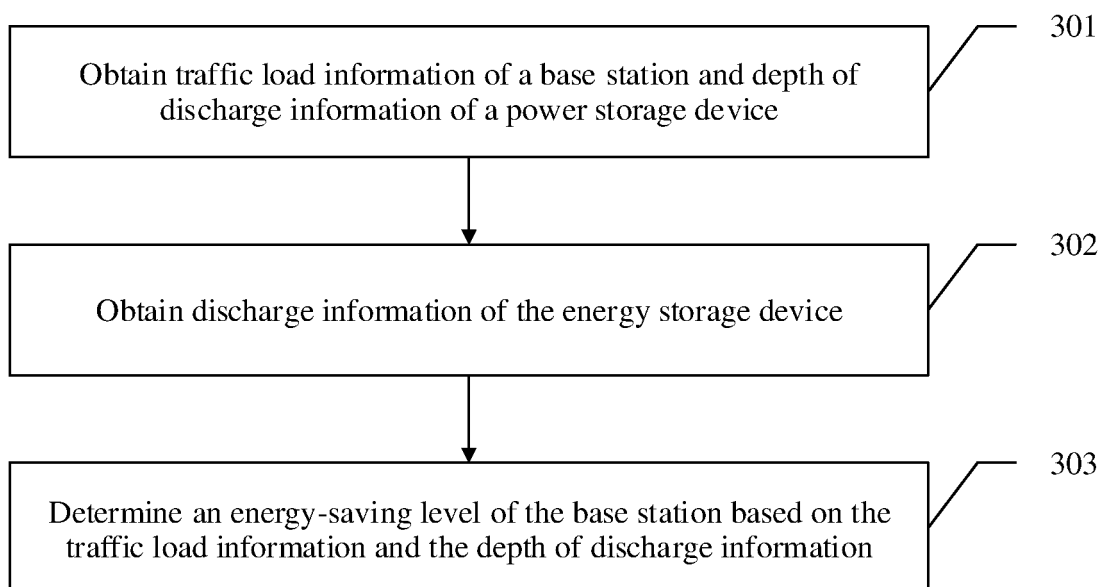 301
Obtain traffic load information of a base station and depth of
discharge information of a power storage device
302
Obtain discharge information of the energy storage device
303
Determine an energy-saving level of the base station based on the
traffic load information and the depth of discharge information